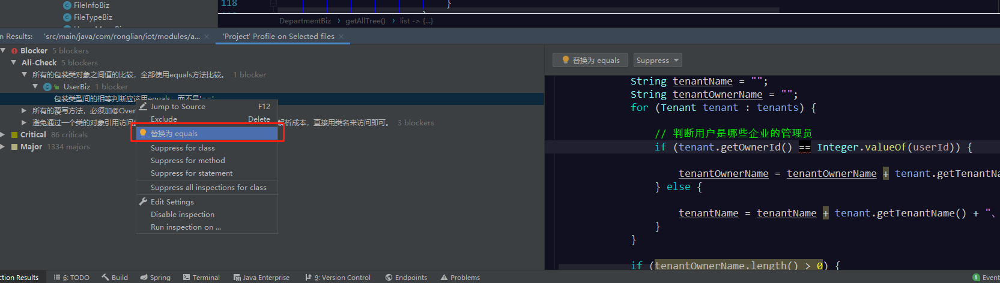 FileInfoBiz
FileTypeBiz
118
}
DepartmentBiz › getAllTree() › list -> {...}
n Results: 'src/main/java/com/ronglian/iot/modules/a... × 'Project' Profile on Selected files ×
Blocker 5 blockers
Ali-Check 5 blockers
所有的包装类对象之间值的比较，全部使用equals方法比较。 1 blocker
UserBiz 1 blocker
包装类型间的相等判断应该用equals，而不是'=='
所有的覆写方法，必须加@Over
避免通过一个类的对象引用访问
解析成本，直接用类名来访问即可。 3 blockers
Critical 86 criticals
Major 1334 majors
Jump to Source F12
Exclude Delete
替换为 equals
Suppress for class
Suppress for method
Suppress for statement
Suppress all inspections for class
Edit Settings
Disable inspection
Run inspection on ...
替换为 equals Suppress
String tenantName = "";
String tenantOwnerName = "";
for (Tenant tenant : tenants) {
// 判断用户是哪些企业的管理员
if (tenant.getOwnerId() == Integer.valueOf(userId)) {
tenantOwnerName = tenantOwnerName + tenant.getTenantNa
} else {
tenantName = tenantName + tenant.getTenantName() + "、
}
}
if (tenantOwnerName.length() > 0) {
ction Results 6: TODO Build Spring Terminal Java Enterprise 9: Version Control Endpoints Problems 1 Event